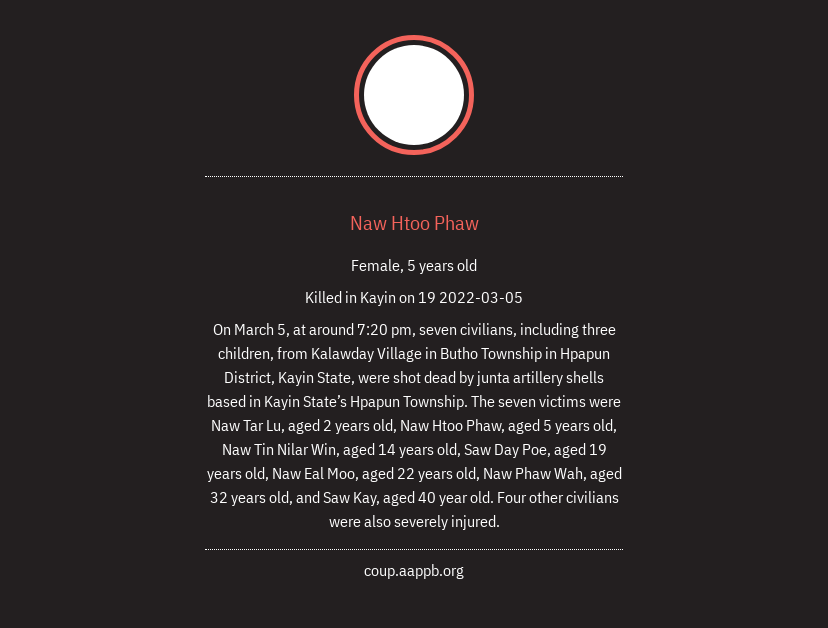 Naw Htoo Phaw
Female, 5 years old
Killed in Kayin on 19 2022-03-05
On March 5, at around 7:20 pm, seven civilians, including three
children, from Kalawday Village in Butho Township in Hpapun
District, Kayin State, were shot dead by junta artillery shells
based in Kayin State’s Hpapun Township. The seven victims were
Naw Tar Lu, aged 2 years old, Naw Htoo Phaw, aged 5 years old,
Naw Tin Nilar Win, aged 14 years old, Saw Day Poe, aged 19
years old, Naw Eal Moo, aged 22 years old, Naw Phaw Wah, aged
32 years old, and Saw Kay, aged 40 year old. Four other civilians
were also severely injured.
coup.aappb.org